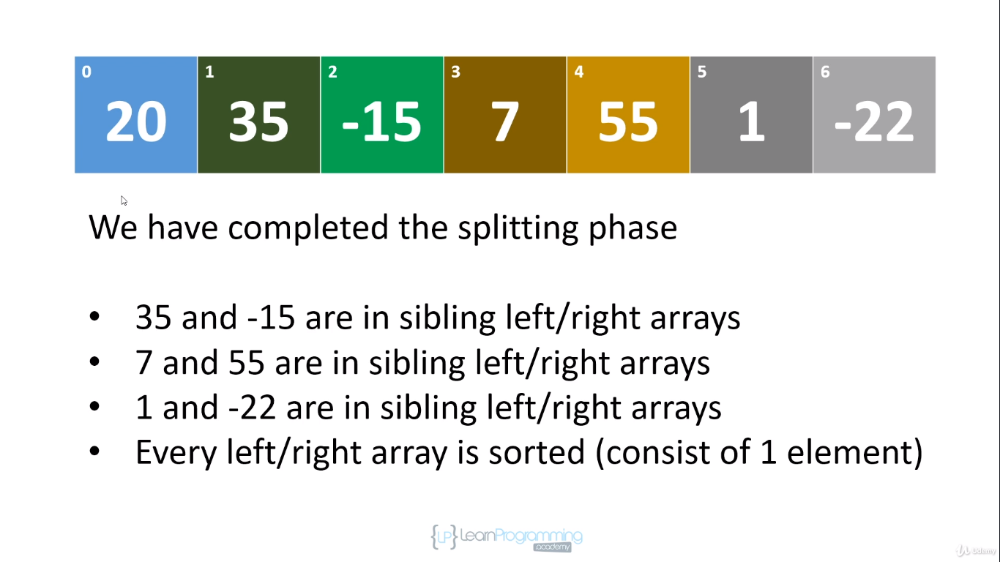 0 1 2 3 4 5 6
20 35 -15 7 55 1 -22
We have completed the splitting phase
• 35 and -15 are in sibling left/right arrays
• 7 and 55 are in sibling left/right arrays
• 1 and -22 are in sibling left/right arrays
• Every left/right array is sorted (consist of 1 element)
{LP} LearnProgramming
.academy
Udemy